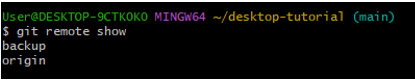 User@DESKTOP-9CTKOKO MINGW64 ~/desktop-tutorial (main)
$ git remote show
backup
origin